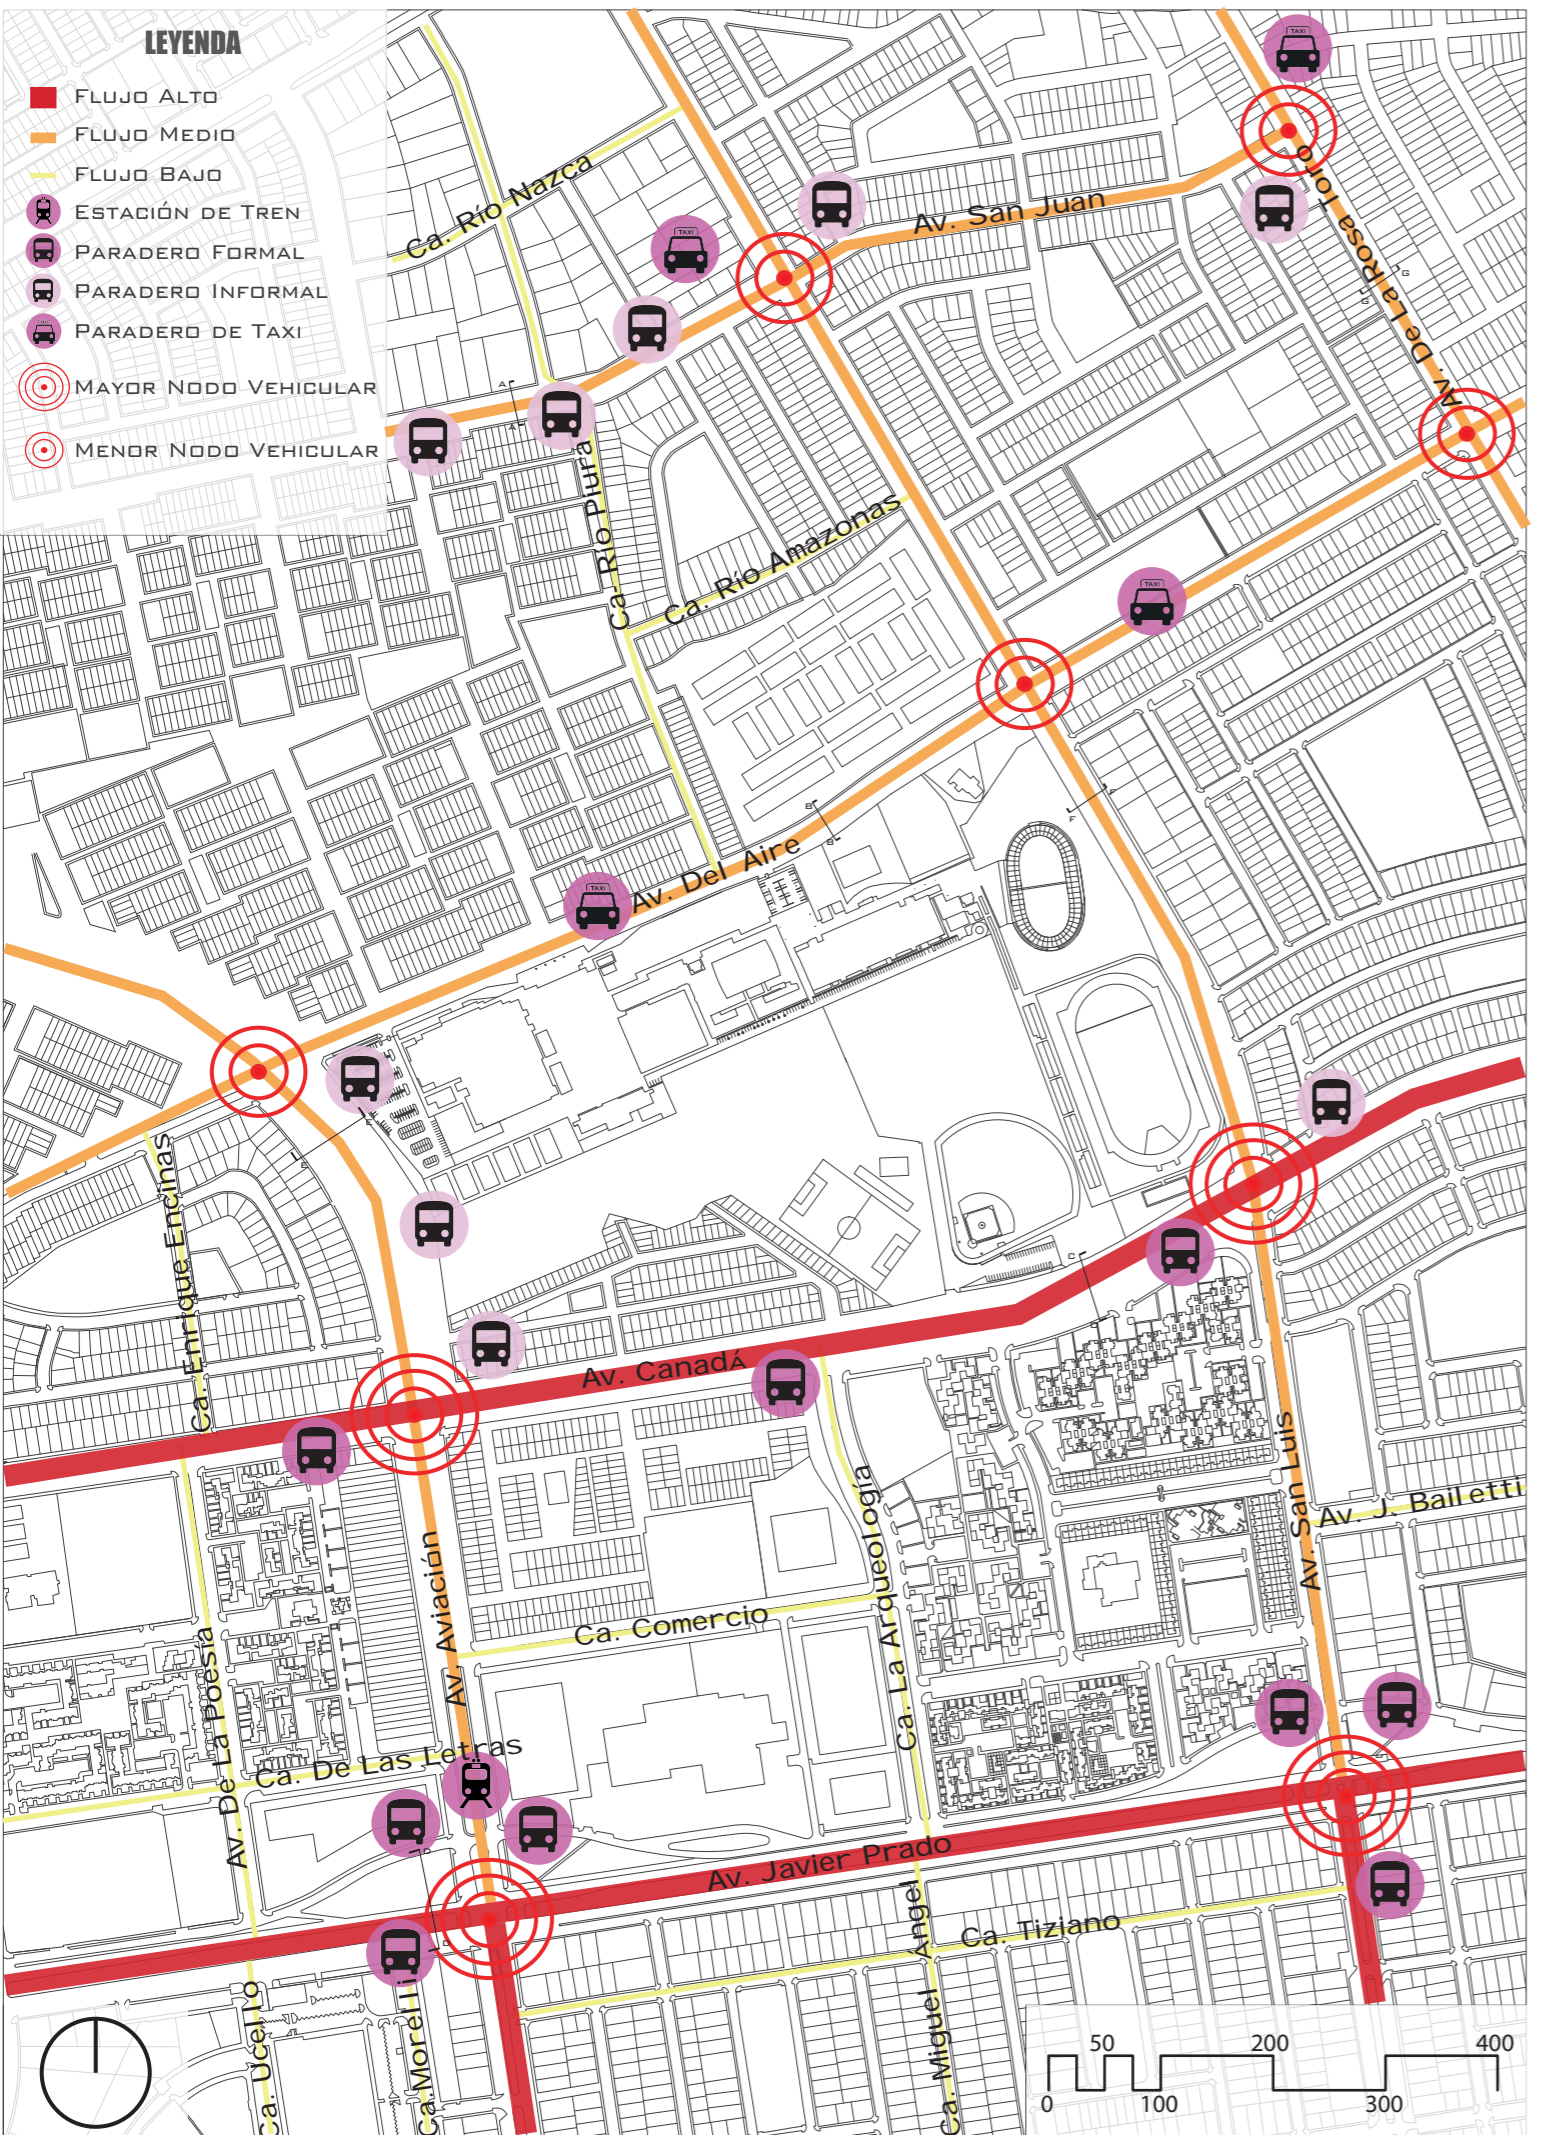 LEYENDA
FLUJO ALTO
FLUJO MEDIO
FLUJO BAJO
ESTACIÓN DE TREN
PARADERO FORMAL
PARADERO INFORMAL
PARADERO DE TAXI
MAYOR NODO VEHICULAR
MENOR NODO VEHICULAR
TAXI
Ca. Río Nazca
TAXI
Av. San Juan
Av. De La Rosa Toro
G
G
A
A
Ca. Río Piura
Ca. Río Amazonas
TAXI
B
B
F
F
TAXI
Av. Del Aire
E
E
Ca. Enrique Encinas
C
Av. Canadá
Av. Aviación
Ca. La Arqueología
Av. San Luis
Av. J. Bailetti
Ca. Comercio
Av. De La Poesía
Ca. De Las Letras
Av. Javier Prado
Ca. Tiziano
Ca. Miguel Ángel
Ca. Ucello
Ca. Morelli
50
200
400
0
100
300